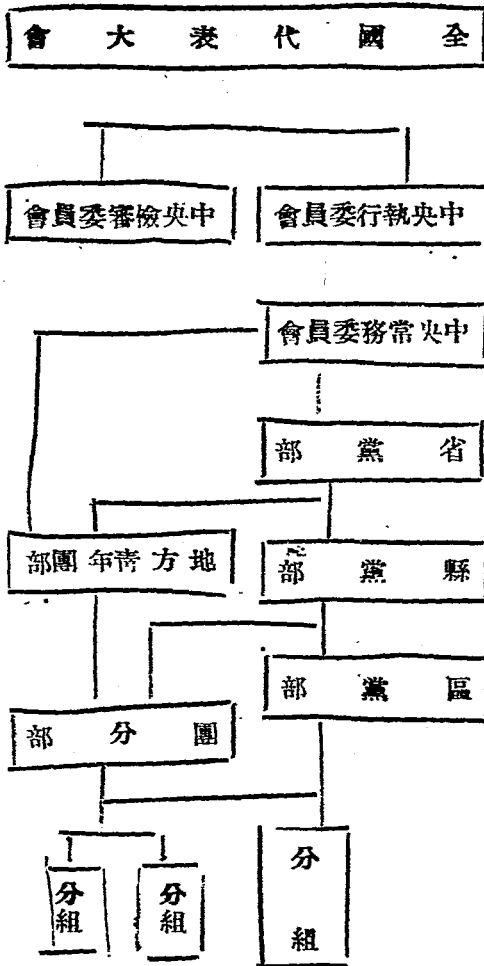 全國代表大會
中央執行委員會
中央檢審委員會
中央常務委員會
省黨部
縣黨部
地方靑年團部
區黨部
團分部
分組
分組
分組